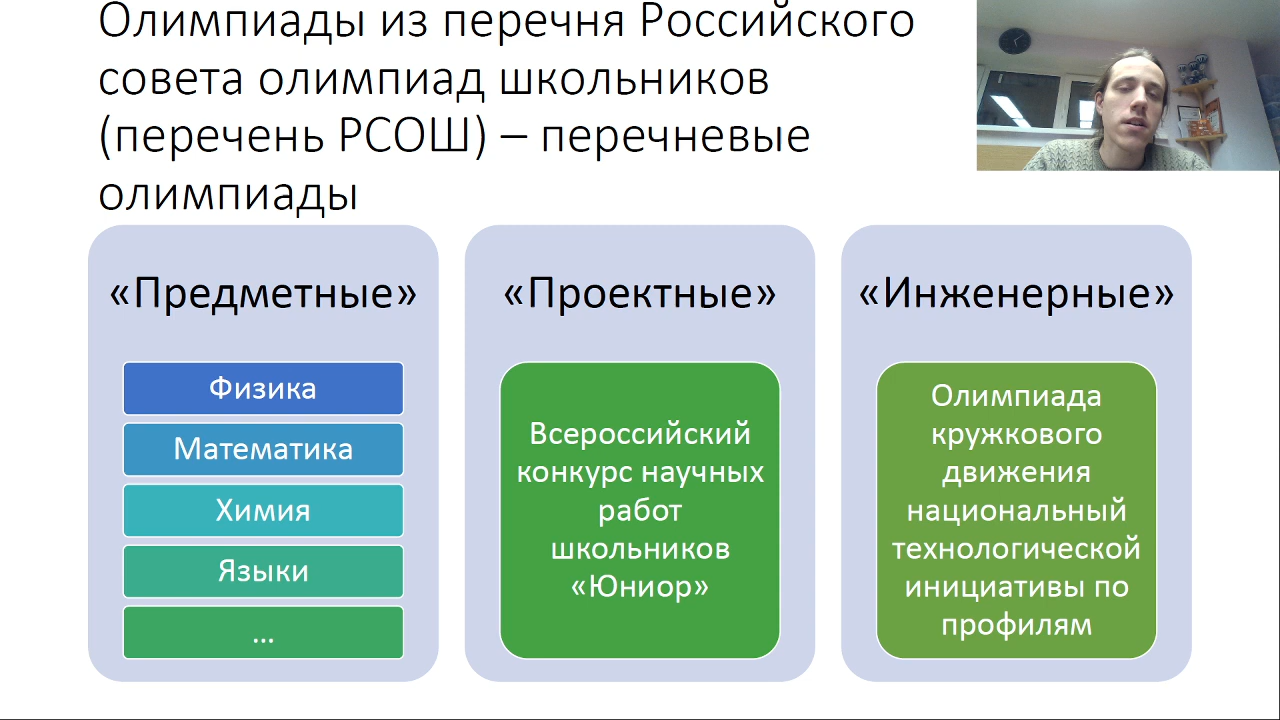 Олимпиады из перечня Российского
совета олимпиад школьников
(перечень РСОШ) – перечневые
олимпиады
«Предметные»
Физика
Математика
Химия
Языки
...
«Проектные»
Всероссийский
конкурс научных
работ
школьников
«Юниор»
«Инженерные»
Олимпиада
кружкового
движения
национальный
технологической
инициативы по
профилям